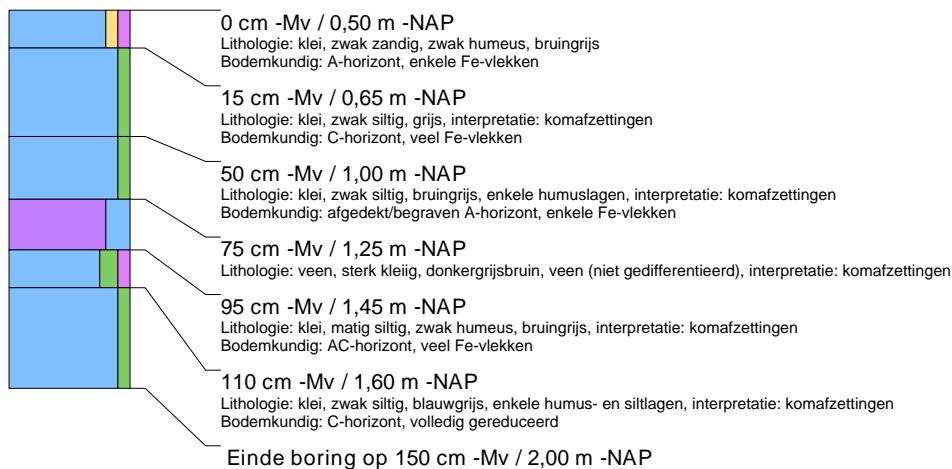 0 cm -Mv / 0,50 m -NAP
Lithologie: klei, zwak zandig, zwak humeus, bruingrijs
Bodemkundig: A-horizont, enkele Fe-vlekken
15 cm -Mv / 0,65 m -NAP
Lithologie: klei, zwak siltig, grijs, interpretatie: komafzettingen
Bodemkundig: C-horizont, veel Fe-vlekken
50 cm -Mv / 1,00 m -NAP
Lithologie: klei, zwak siltig, bruingrijs, enkele humuslagen, interpretatie: komafzettingen
Bodemkundig: afgedekt/begraven A-horizont, enkele Fe-vlekken
75 cm -Mv / 1,25 m -NAP
Lithologie: veen, sterk kleiig, donkergrijsbruin, veen (niet gedifferentieerd), interpretatie: komafzettingen
95 cm -Mv / 1,45 m -NAP
Lithologie: klei, matig siltig, zwak humeus, bruingrijs, interpretatie: komafzettingen
Bodemkundig: AC-horizont, veel Fe-vlekken
110 cm -Mv / 1,60 m -NAP
Lithologie: klei, zwak siltig, blauwgrijs, enkele humus- en siltlagen, interpretatie: komafzettingen
Bodemkundig: C-horizont, volledig gereduceerd
Einde boring op 150 cm -Mv / 2,00 m -NAP